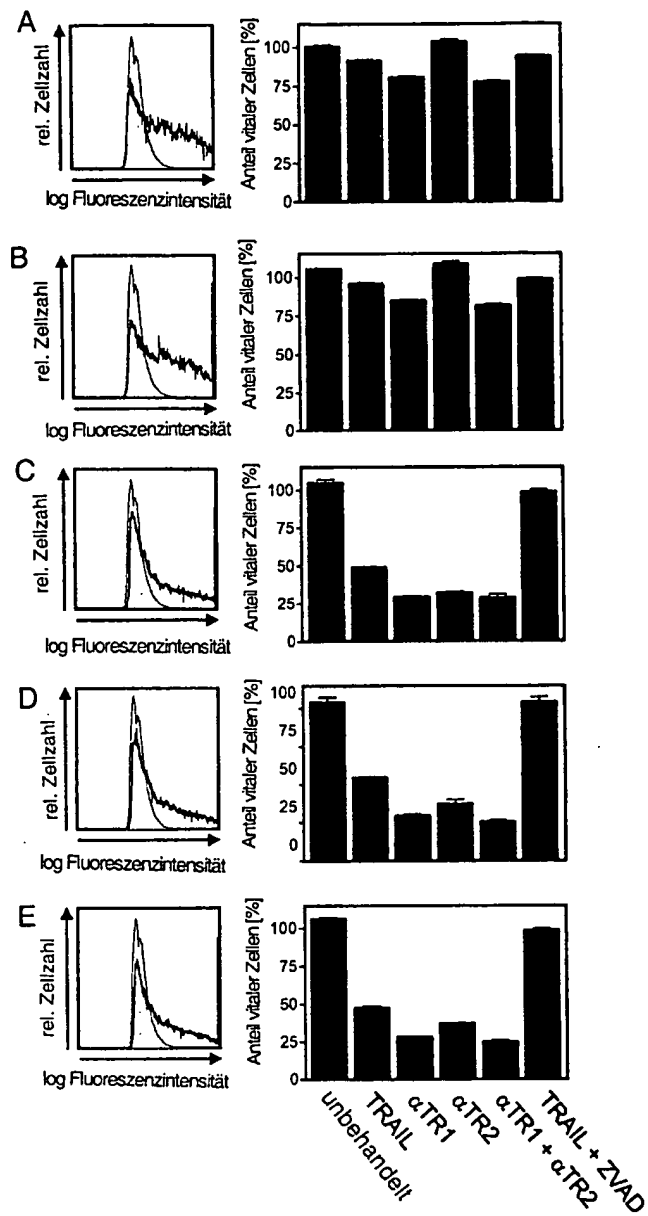 A
rel. Zellzahl
log Fluoreszenzintensität
Anteil vitaler Zellen [%]
100
75
50
25
0
B
rel. Zellzahl
log Fluoreszenzintensität
Anteil vitaler Zellen [%]
100
75
50
25
0
C
rel. Zellzahl
log Fluoreszenzintensität
Anteil vitaler Zellen [%]
100
75
50
25
0
D
rel. Zellzahl
log Fluoreszenzintensität
Anteil vitaler Zellen [%]
100
75
50
25
0
E
rel. Zellzahl
log Fluoreszenzintensität
Anteil vitaler Zellen [%]
100
75
50
25
0
unbehandelt
TRAIL
αTR1
αTR2
αTR1 + αTR2
TRAIL + ZVAD